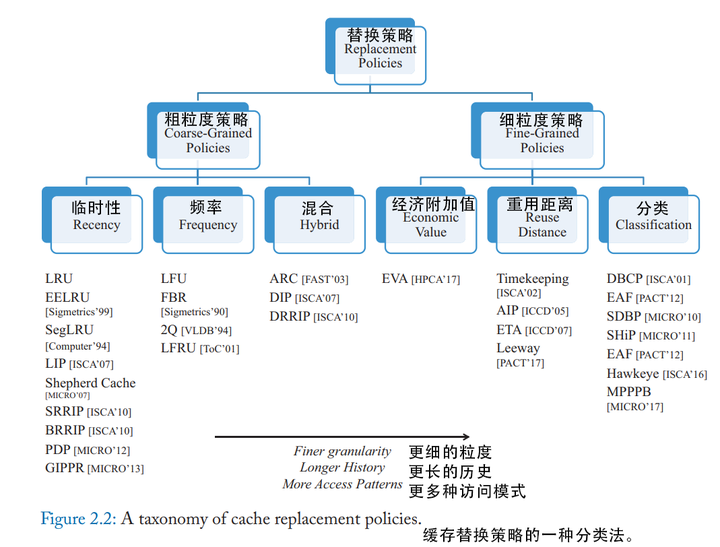 替换策略
Replacement
Policies
粗粒度策略
Coarse-Grained
Policies
细粒度策略
Fine-Grained
Policies
临时性
Recency
频率
Frequency
混合
Hybrid
经济附加值
Economic
Value
重用距离
Reuse
Distance
分类
Classification
LRU
EELRU
[Sigmetrics'99]
SegLRU
[Computer'94]
LIP [ISCA'07]
Shepherd Cache
[MICRO'07]
SRRIP [ISCA'10]
BRRIP [ISCA'10]
PDP [MICRO'12]
GIPPR [MICRO'13]
LFU
FBR
[Sigmetrics'90]
2Q [VLDB'94]
LFRU [ToC'01]
ARC [FAST'03]
DIP [ISCA'07]
DRRIP [ISCA'10]
EVA [HPCA'17]
Timekeeping
[ISCA'02]
AIP [ICCD'05]
ETA [ICCD'07]
Leeway
[PACT'17]
DBCP [ISCA'01]
EAF [PACT'12]
SDBP [MICRO'10]
SHiP [MICRO'11]
EAF [PACT'12]
Hawkeye [ISCA'16]
MPPPB
[MICRO'17]
Finer granularity 更细的粒度
Longer History 更长的历史
More Access Patterns 更多种访问模式
Figure 2.2: A taxonomy of cache replacement policies.
缓存替换策略的一种分类法。